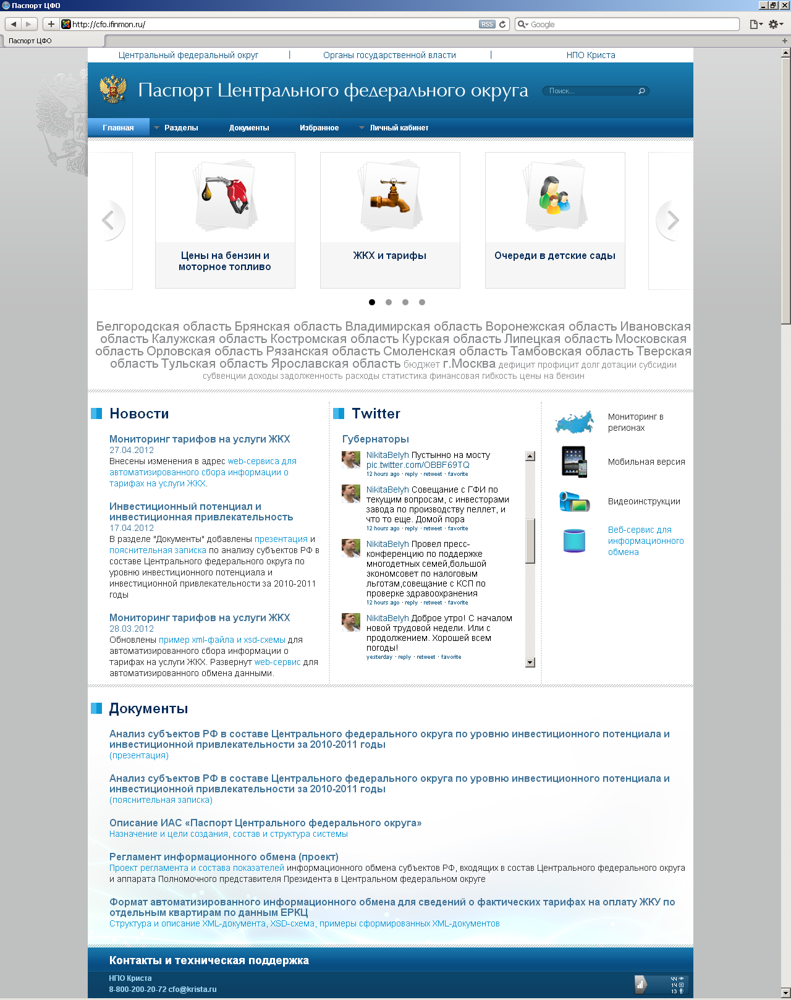 Паспорт ЦФО
http://cfo.ifinmon.ru/
RSS
Google
Паспорт ЦФО
Центральный федеральный округ | Органы государственной власти | НПО Криста
Паспорт Центрального федерального округа
Поиск...
Главная Разделы Документы Избранное Личный кабинет
Цены на бензин и
моторное топливо
ЖКХ и тарифы
Очереди в детские сады
Белгородская область Брянская область Владимирская область Воронежская область Ивановская
область Калужская область Костромская область Курская область Липецкая область Московская
область Орловская область Рязанская область Смоленская область Тамбовская область Тверская
область Тульская область Ярославская область бюджет г.Москва дефицит профицит долг дотации субсидии
субвенции доходы задолженность расходы статистика финансовая гибкость цены на бензин
Новости
Мониторинг тарифов на услуги ЖКХ
27.04.2012
Внесены изменения в адрес web-сервиса для
автоматизированного сбора информации о
тарифах на услуги ЖКХ.
Инвестиционный потенциал и
инвестиционная привлекательность
17.04.2012
В разделе "Документы" добавлены презентация и
пояснительная записка по анализу субъектов РФ в
составе Центрального федерального округа по
уровню инвестиционного потенциала и
инвестиционной привлекательности за 2010-2011
годы
Мониторинг тарифов на услуги ЖКХ
28.03.2012
Обновлены пример xml-файла и xsd-схемы для
автоматизированного сбора информации о
тарифах на услуги ЖКХ. Развернут web-сервис для
автоматизированного обмена данными.
Twitter
Губернаторы
NikitaBelyh Пустынно на мосту
pic.twitter.com/OBBF69TQ
12 hours ago · reply · retweet · favorite
NikitaBelyh Совещание с ГФИ по
текущим вопросам, с инвесторами
завода по производству пеллет, и
что то еще. Домой пора
12 hours ago · reply · retweet · favorite
NikitaBelyh Провел пресс-
конференцию по поддержке
многодетных семей,большой
экономсовет по налоговым
льготам,совещание с КСП по
проверке здравоохранения
12 hours ago · reply · retweet · favorite
NikitaBelyh Доброе утро! С началом
новой трудовой недели. Или с
продолжением. Хорошей всем
погоды!
yesterday · reply · retweet · favorite
Мониторинг в
регионах
Мобильная версия
Видеоинструкции
Веб-сервис для
информационного
обмена
Документы
Анализ субъектов РФ в составе Центрального федерального округа по уровню инвестиционного потенциала и
инвестиционной привлекательности за 2010-2011 годы
(презентация)
Анализ субъектов РФ в составе Центрального федерального округа по уровню инвестиционного потенциала и
инвестиционной привлекательности за 2010-2011 годы
(пояснительная записка)
Описание ИАС «Паспорт Центрального федерального округа»
Назначение и цели создания, состав и структура системы
Регламент информационного обмена (проект)
Проект регламента и состава показателей информационного обмена субъектов РФ, входящих в состав Центрального федерального округа
и аппарата Полномочного представителя Президента в Центральном федеральном округе
Формат автоматизированного информационного обмена для сведений о фактических тарифах на оплату ЖКУ по
отдельным квартирам по данным ЕРКЦ
Структура и описание XML-документа, XSD-схема, примеры сформированных XML-документов
Контакты и техническая поддержка
НПО Криста
8-800-200-20-72 cfo@krista.ru
44
14
13